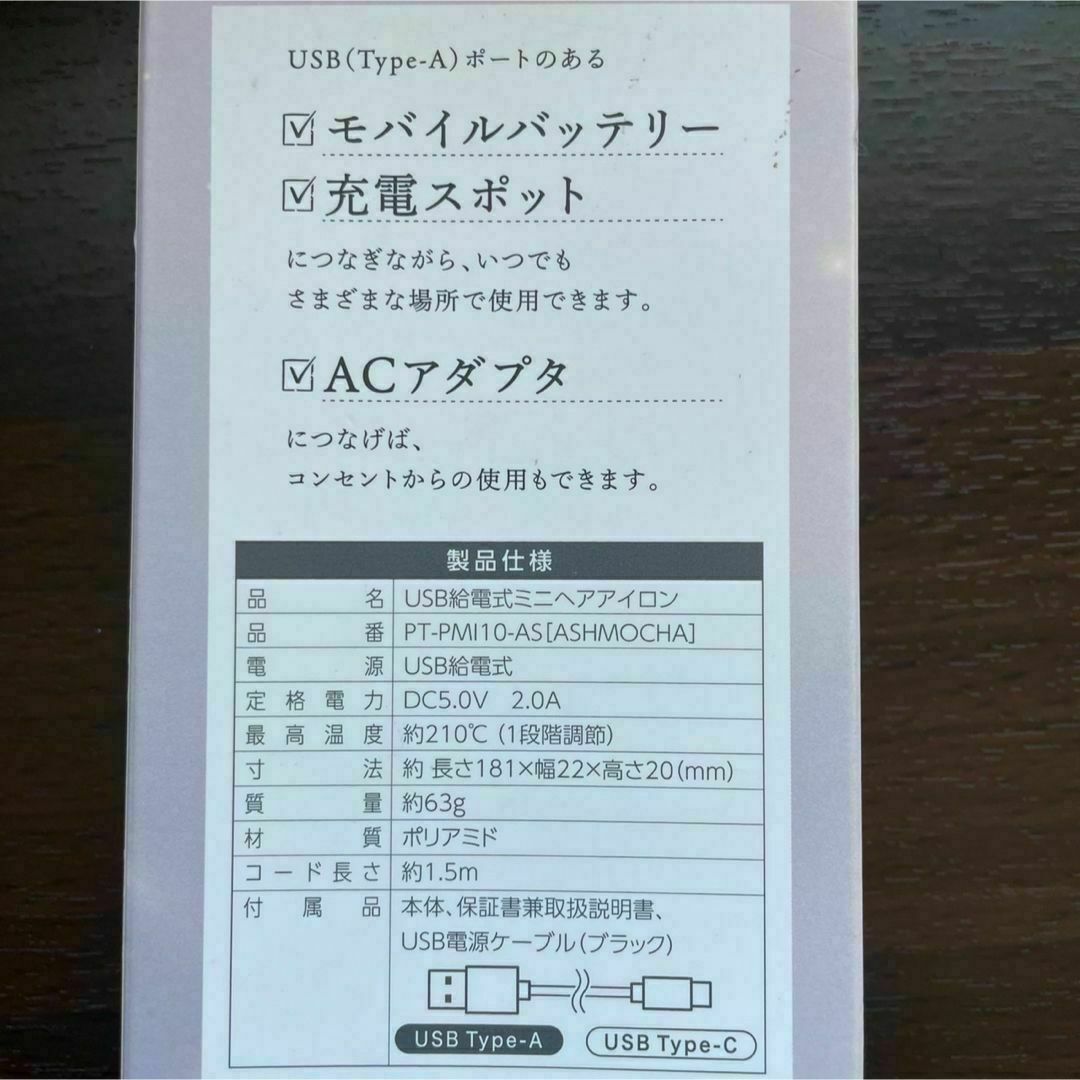 USB(Type-A)ポートのある
モバイルバッテリー
充電スポット
につなぎながら、いつでも
さまざまな場所で使用できます。
ACアダプタ
につなげば、
コンセントからの使用もできます。
製品仕様
品名 USB給電式ミニヘアアイロン
品番 PT-PMI10-AS[ASHMOCHA]
電源 USB給電式
定格電力 DC5.0V 2.0A
最高温度 約210℃ (1段階調節)
寸法 約 長さ181×幅22×高さ20(mm)
質量 約63g
材質 ポリアミド
コード長さ 約1.5m
付属品 本体、保証書兼取扱説明書、
USB電源ケーブル(ブラック)
USB Type-A USB Type-C